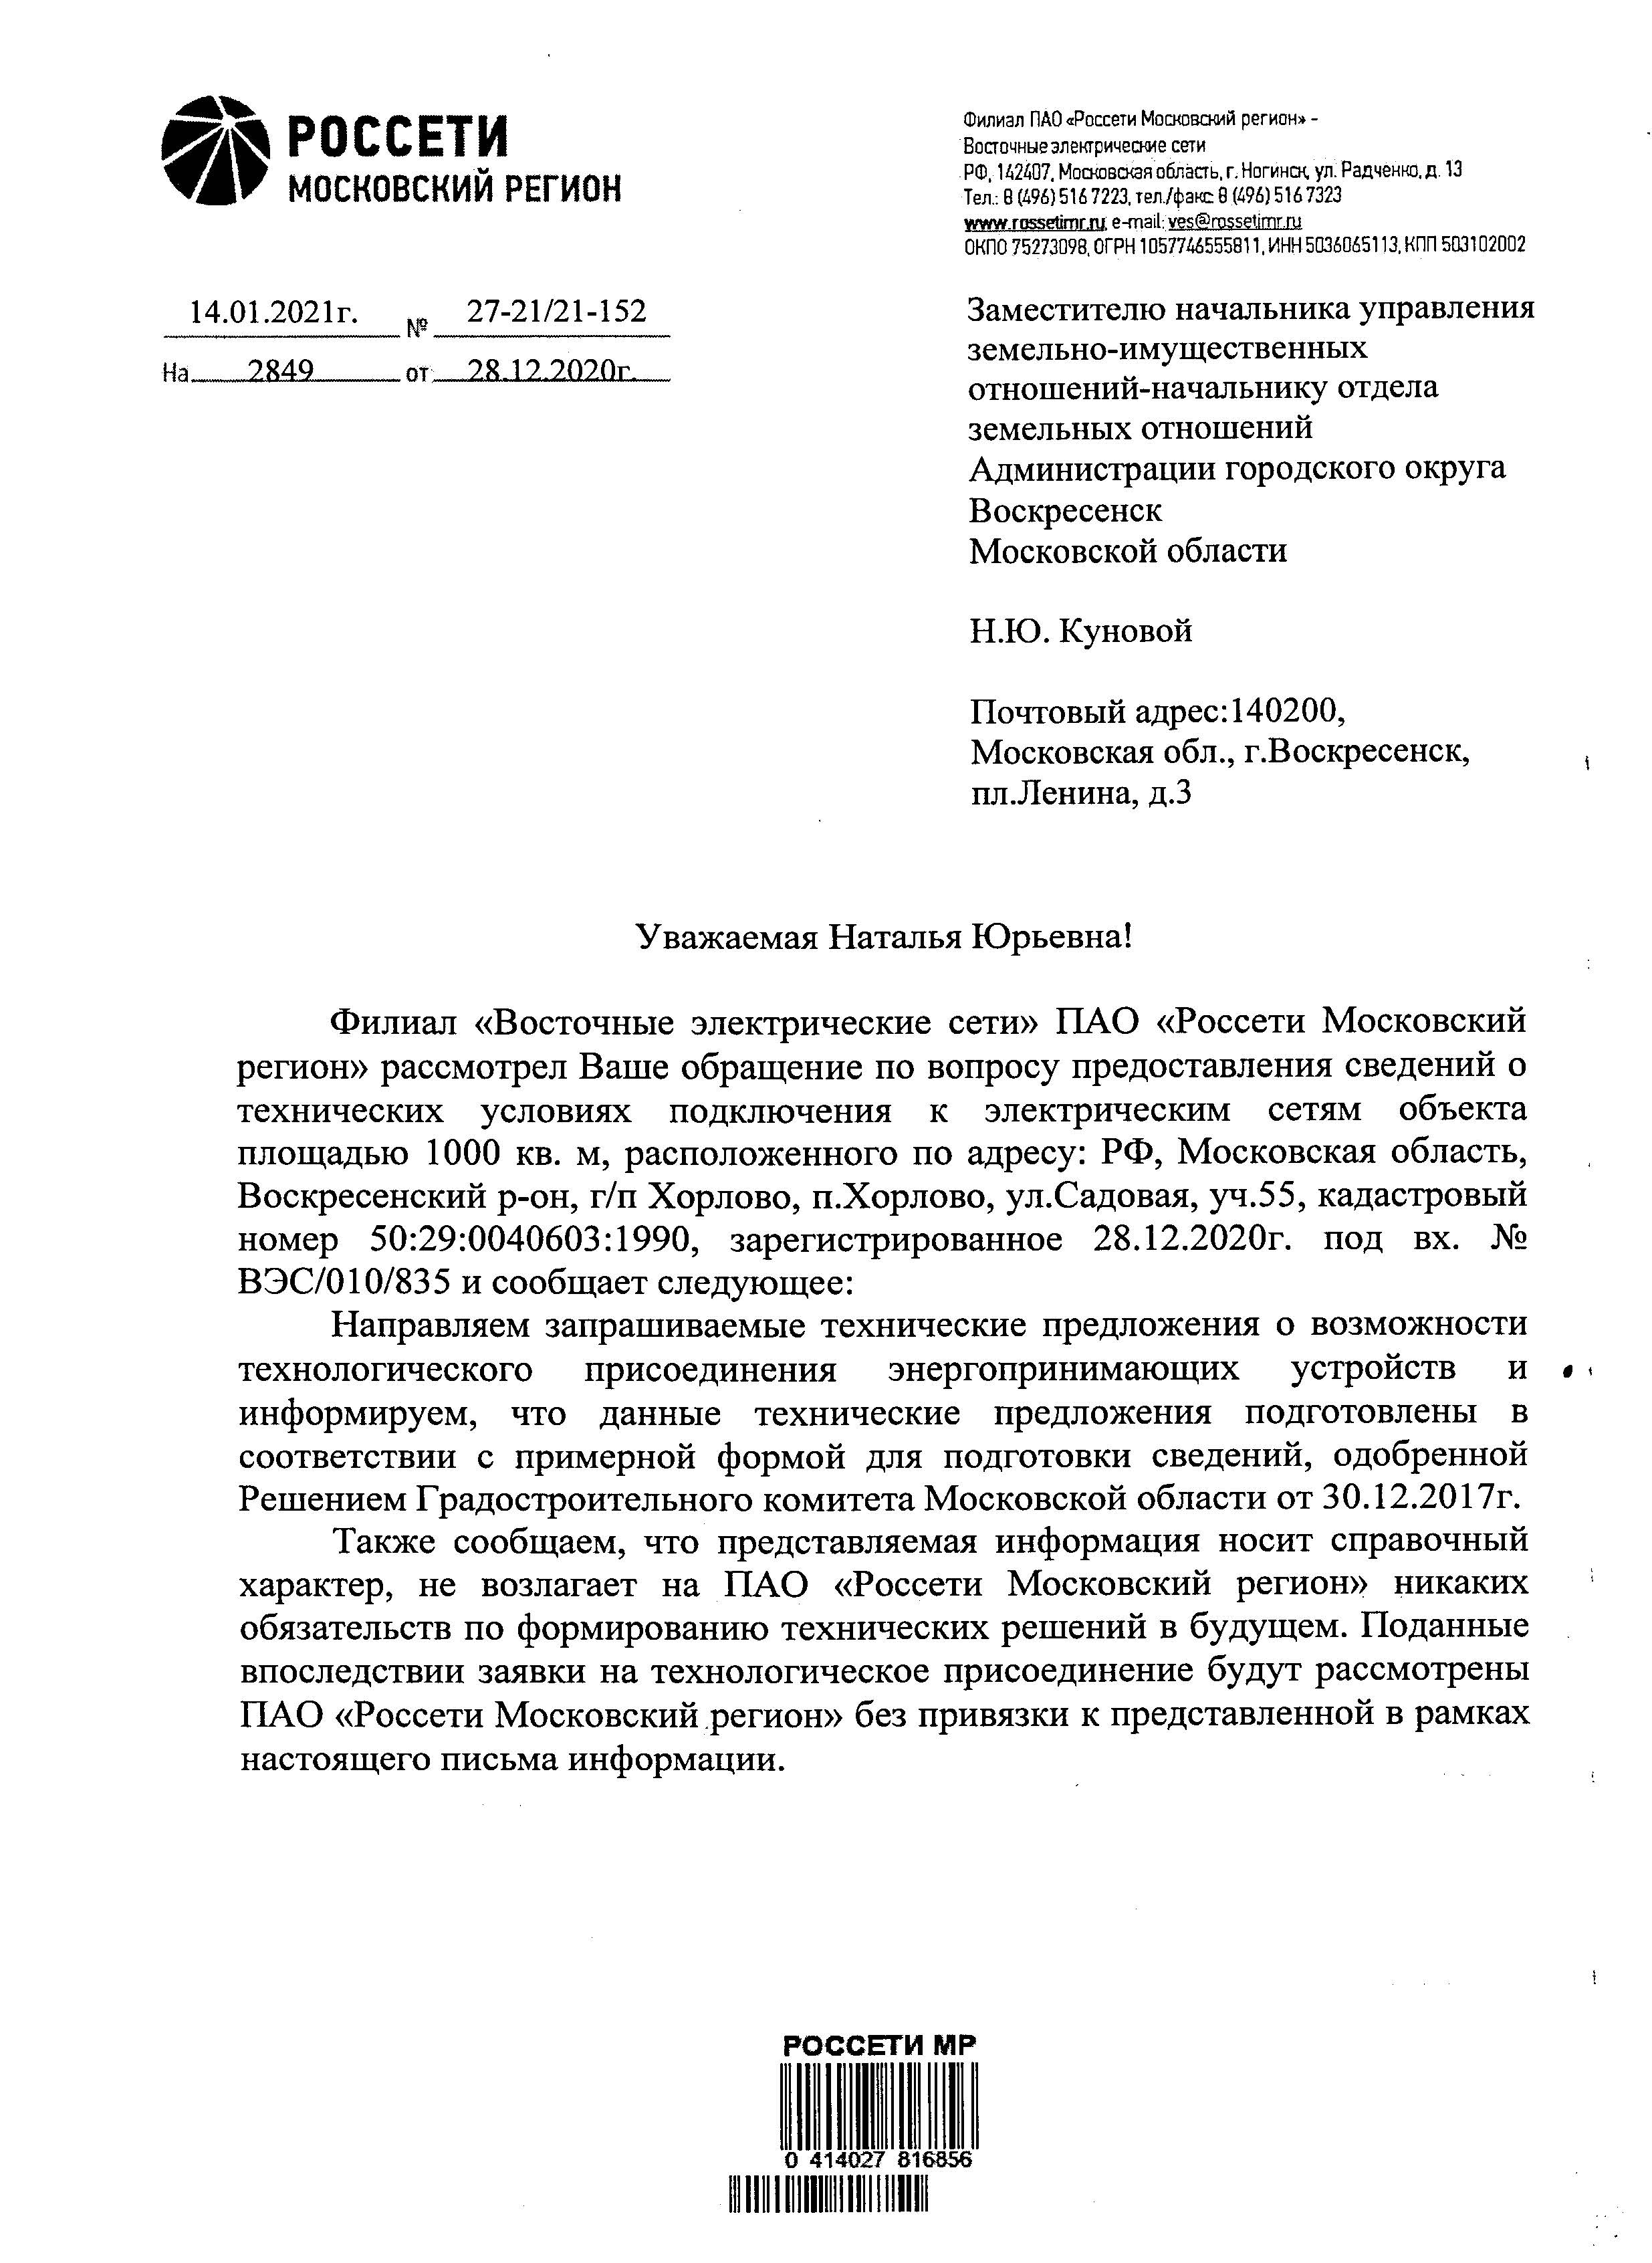 РОССЕТИ
МОСКОВСКИЙ РЕГИОН
Филиал ПАО «Россети Московский регион» -
Восточные электрические сети
РФ, 142407, Московская область, г. Ногинск, ул. Радченко, д. 13
Тел.: 8 (496) 516 7223, тел./факс 8 (496) 516 7323
www.rossetimr.ru, e-mail: ves@rossetimr.ru
ОКПО 75273098, ОГРН 1057746555811, ИНН 5036065113, КПП 503102002
14.01.2021г. № 27-21/21-152
На 2849 от 28.12.2020г.
Заместителю начальника управления
земельно-имущественных
отношений-начальнику отдела
земельных отношений
Администрации городского округа
Воскресенск
Московской области
Н.Ю. Куновой
Почтовый адрес:140200,
Московская обл., г.Воскресенск,
пл.Ленина, д.3
Уважаемая Наталья Юрьевна!
Филиал «Восточные электрические сети» ПАО «Россети Московский
регион» рассмотрел Ваше обращение по вопросу предоставления сведений о
технических условиях подключения к электрическим сетям объекта
площадью 1000 кв. м, расположенного по адресу: РФ, Московская область,
Воскресенский р-он, г/п Хорлово, п.Хорлово, ул.Садовая, уч.55, кадастровый
номер 50:29:0040603:1990, зарегистрированное 28.12.2020г. под вх. №
ВЭС/010/835 и сообщает следующее:
Направляем запрашиваемые технические предложения о возможности
технологического присоединения энергопринимающих устройств и
информируем, что данные технические предложения подготовлены в
соответствии с примерной формой для подготовки сведений, одобренной
Решением Градостроительного комитета Московской области от 30.12.2017г.
Также сообщаем, что представляемая информация носит справочный
характер, не возлагает на ПАО «Россети Московский регион» никаких
обязательств по формированию технических решений в будущем. Поданные
впоследствии заявки на технологическое присоединение будут рассмотрены
ПАО «Россети Московский регион» без привязки к представленной в рамках
настоящего письма информации.
РОССЕТИ МР
0 414027 816856